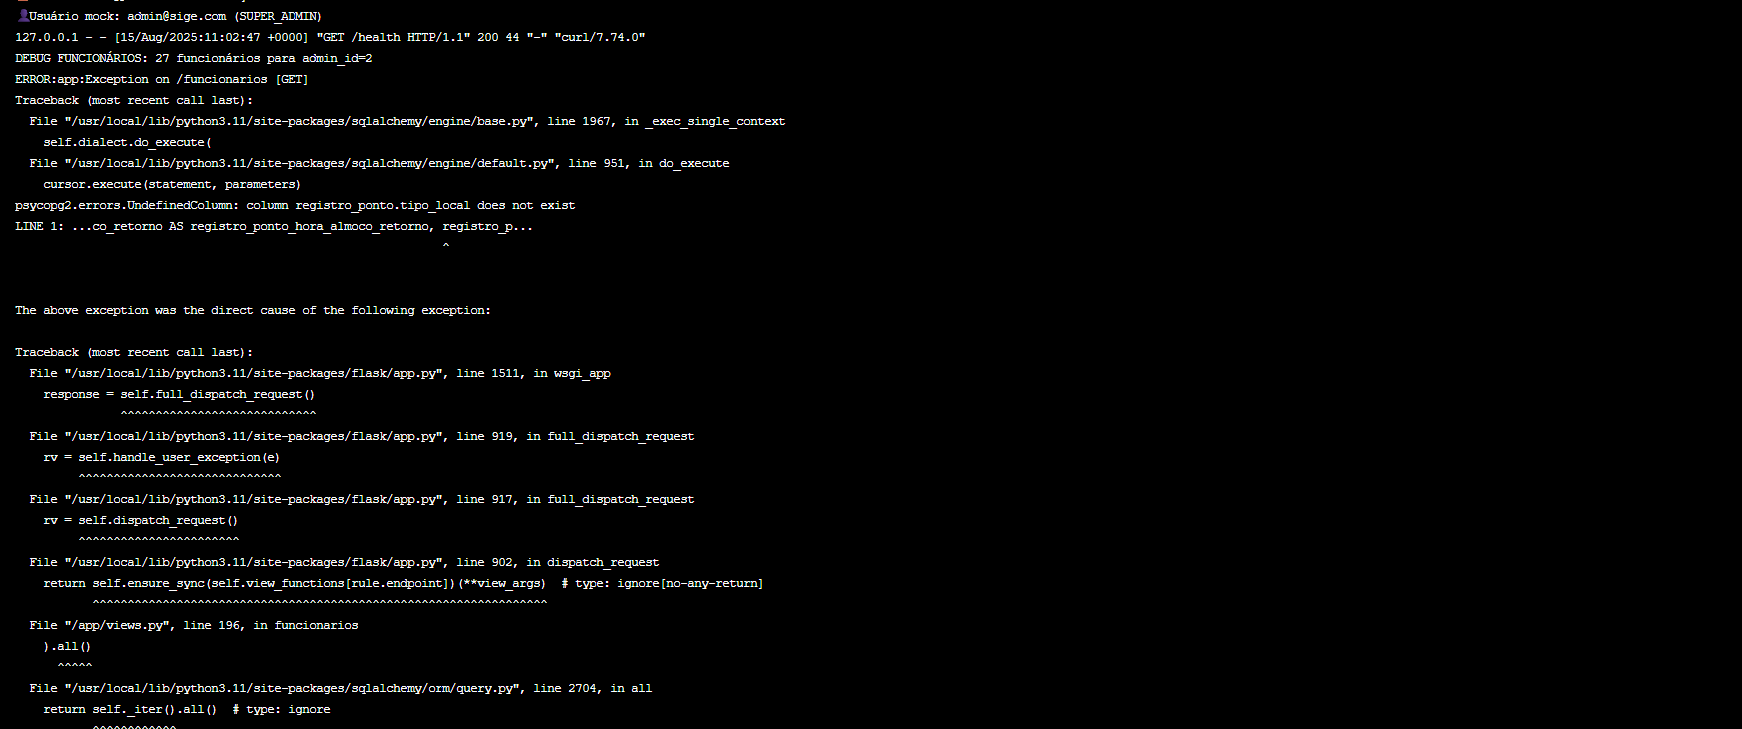 Usuário mock: admin@sige.com (SUPER_ADMIN)
127.0.0.1 - - [15/Aug/2025:11:02:47 +0000] "GET /health HTTP/1.1" 200 44 "-" "curl/7.74.0"
DEBUG FUNCIONÁRIOS: 27 funcionários para admin_id=2
ERROR:app:Exception on /funcionarios [GET]
Traceback (most recent call last):
  File "/usr/local/lib/python3.11/site-packages/sqlalchemy/engine/base.py", line 1967, in _exec_single_context
    self.dialect.do_execute(
  File "/usr/local/lib/python3.11/site-packages/sqlalchemy/engine/default.py", line 951, in do_execute
    cursor.execute(statement, parameters)
psycopg2.errors.UndefinedColumn: column registro_ponto.tipo_local does not exist
LINE 1: ...co_retorno AS registro_ponto_hora_almoco_retorno, registro_p...
                                                             ^
The above exception was the direct cause of the following exception:
Traceback (most recent call last):
  File "/usr/local/lib/python3.11/site-packages/flask/app.py", line 1511, in wsgi_app
    response = self.full_dispatch_request()
               ^^^^^^^^^^^^^^^^^^^^^^^^^^^^
  File "/usr/local/lib/python3.11/site-packages/flask/app.py", line 919, in full_dispatch_request
    rv = self.handle_user_exception(e)
         ^^^^^^^^^^^^^^^^^^^^^^^^^^^^^
  File "/usr/local/lib/python3.11/site-packages/flask/app.py", line 917, in full_dispatch_request
    rv = self.dispatch_request()
         ^^^^^^^^^^^^^^^^^^^^^^^
  File "/usr/local/lib/python3.11/site-packages/flask/app.py", line 902, in dispatch_request
    return self.ensure_sync(self.view_functions[rule.endpoint])(**view_args)  # type: ignore[no-any-return]
           ^^^^^^^^^^^^^^^^^^^^^^^^^^^^^^^^^^^^^^^^^^^^^^^^^^^^^^^^^^^^^^^^^
  File "/app/views.py", line 196, in funcionarios
    ).all()
      ^^^^^
  File "/usr/local/lib/python3.11/site-packages/sqlalchemy/orm/query.py", line 2704, in all
    return self._iter().all()  # type: ignore
           ^^^^^^^^^^^^